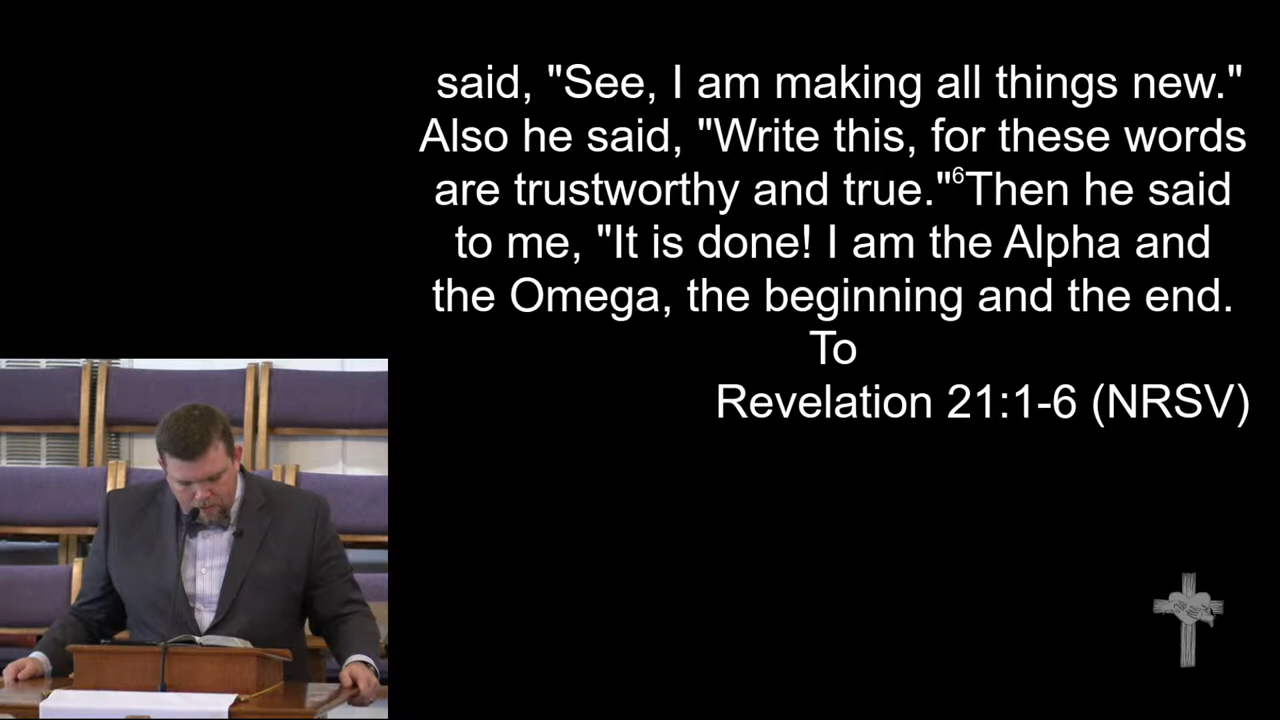 said, "See, I am making all things new."
Also he said, "Write this, for these words
are trustworthy and true."⁶Then he said
to me, "It is done! I am the Alpha and
the Omega, the beginning and the end.
To
Revelation 21:1-6 (NRSV)